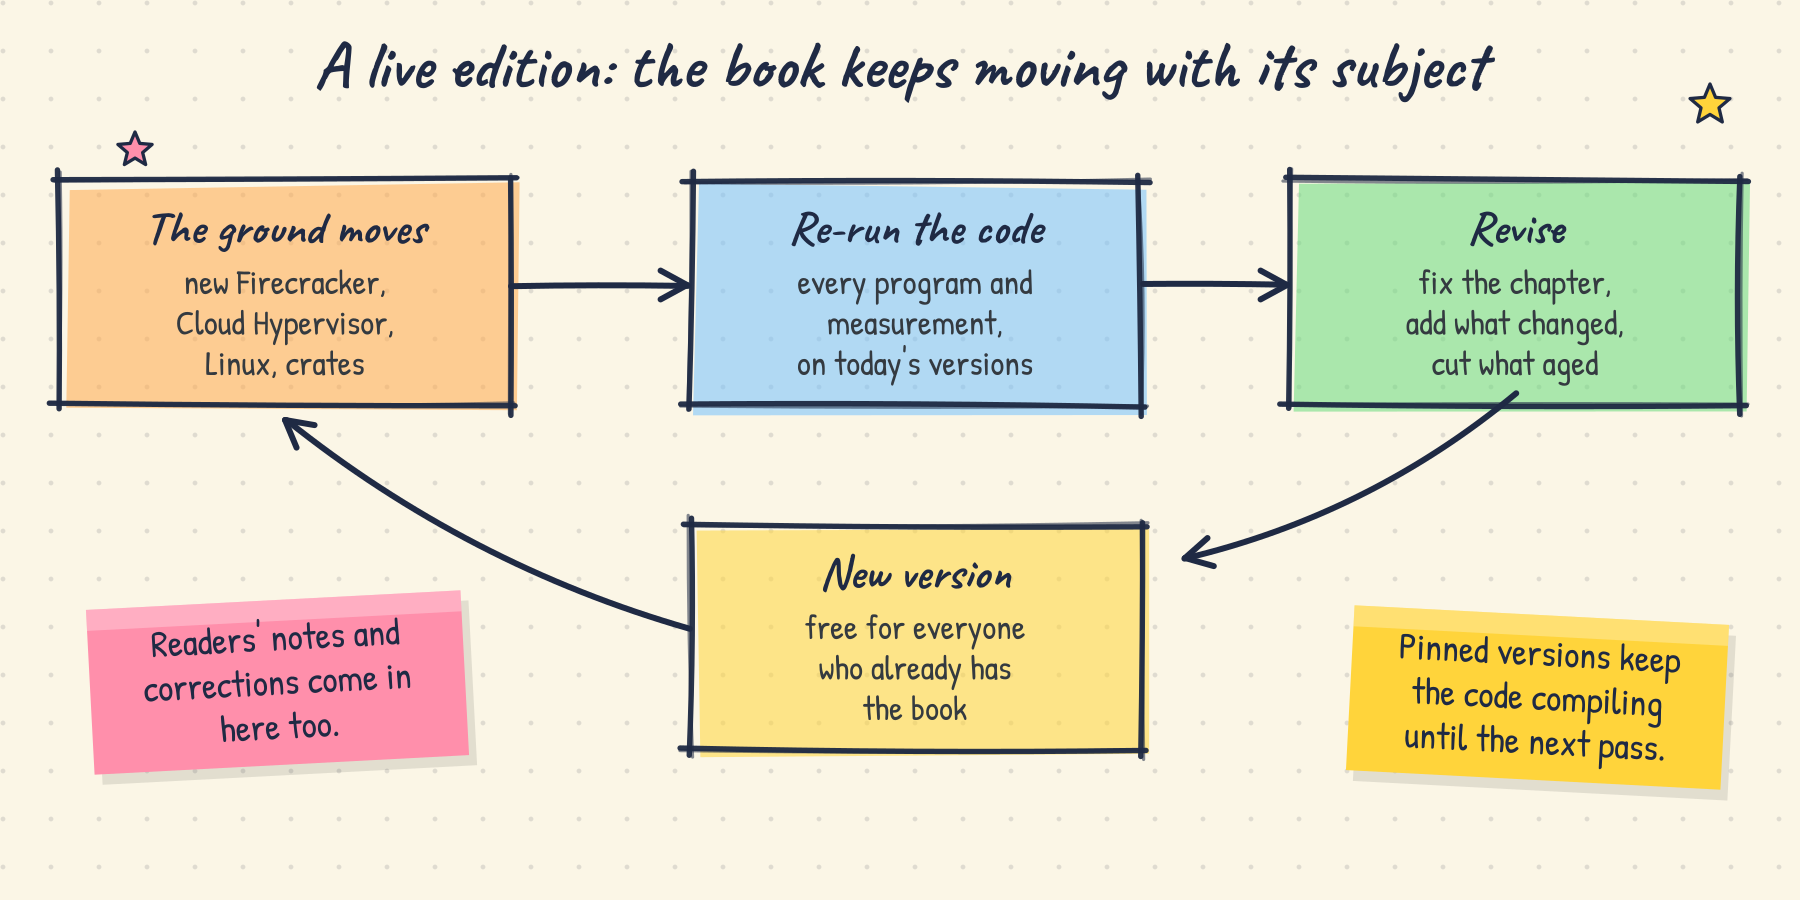 A live edition: the book keeps moving with its subject
The ground moves
new Firecracker,
Cloud Hypervisor,
Linux, crates
Re-run the code
every program and
measurement,
on today's versions
Revise
fix the chapter,
add what changed,
cut what aged
New version
free for everyone
who already has
the book
Readers' notes and
corrections come in
here too.
Pinned versions keep
the code compiling
until the next pass.